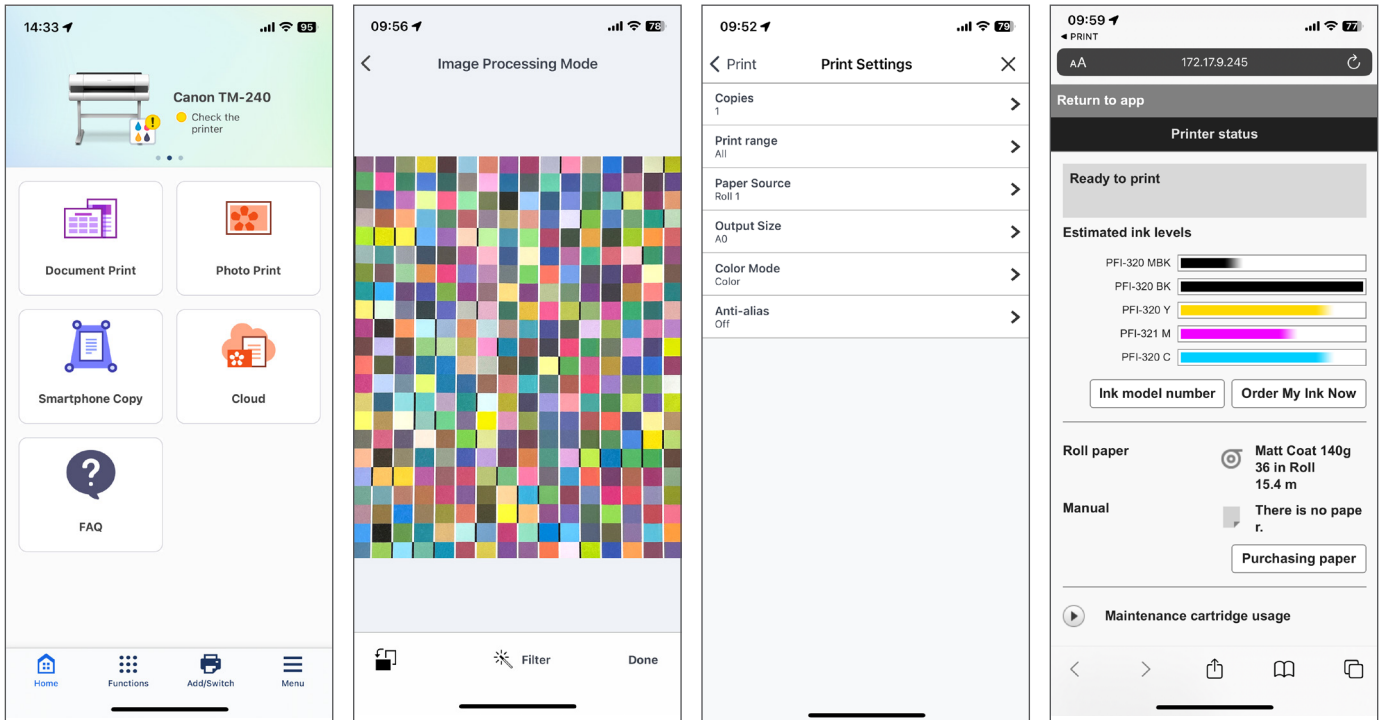 14:33
95
Canon TM-240
Check the
printer
Document Print
Photo Print
Smartphone Copy
Cloud
FAQ
Home
Functions
Add/Switch
Menu
09:56
78
Image Processing Mode
Filter
Done
09:52
79
Print
Print Settings
Copies
1
Print range
All
Paper Source
Roll 1
Output Size
A0
Color Mode
Color
Anti-alias
Off
09:59
77
PRINT
AA
172.17.9.245
Return to app
Printer status
Ready to print
Estimated ink levels
PFI-320 MBK
PFI-320 BK
PFI-320 Y
PFI-321 M
PFI-320 C
Ink model number
Order My Ink Now
Roll paper
Matt Coat 140g
36 in Roll
15.4 m
Manual
There is no pape
r.
Purchasing paper
Maintenance cartridge usage